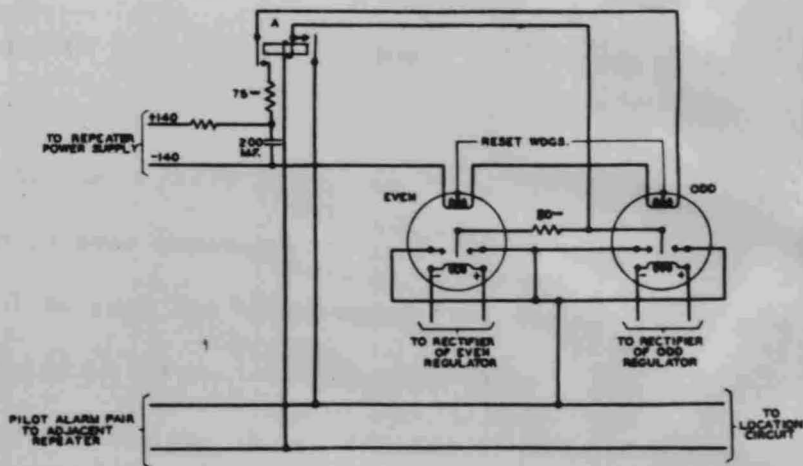 A
75~
+140
TO REPEATER
POWER SUPPLY
200
MF.
-140
RESET WDGS.
EVEN
ODD
80~
- +
- +
TO RECTIFIER
OF EVEN
REGULATOR
TO RECTIFIER
OF ODD
REGULATOR
PILOT ALARM PAIR
TO ADJACENT
REPEATER
TO
LOCATION
CIRCUIT